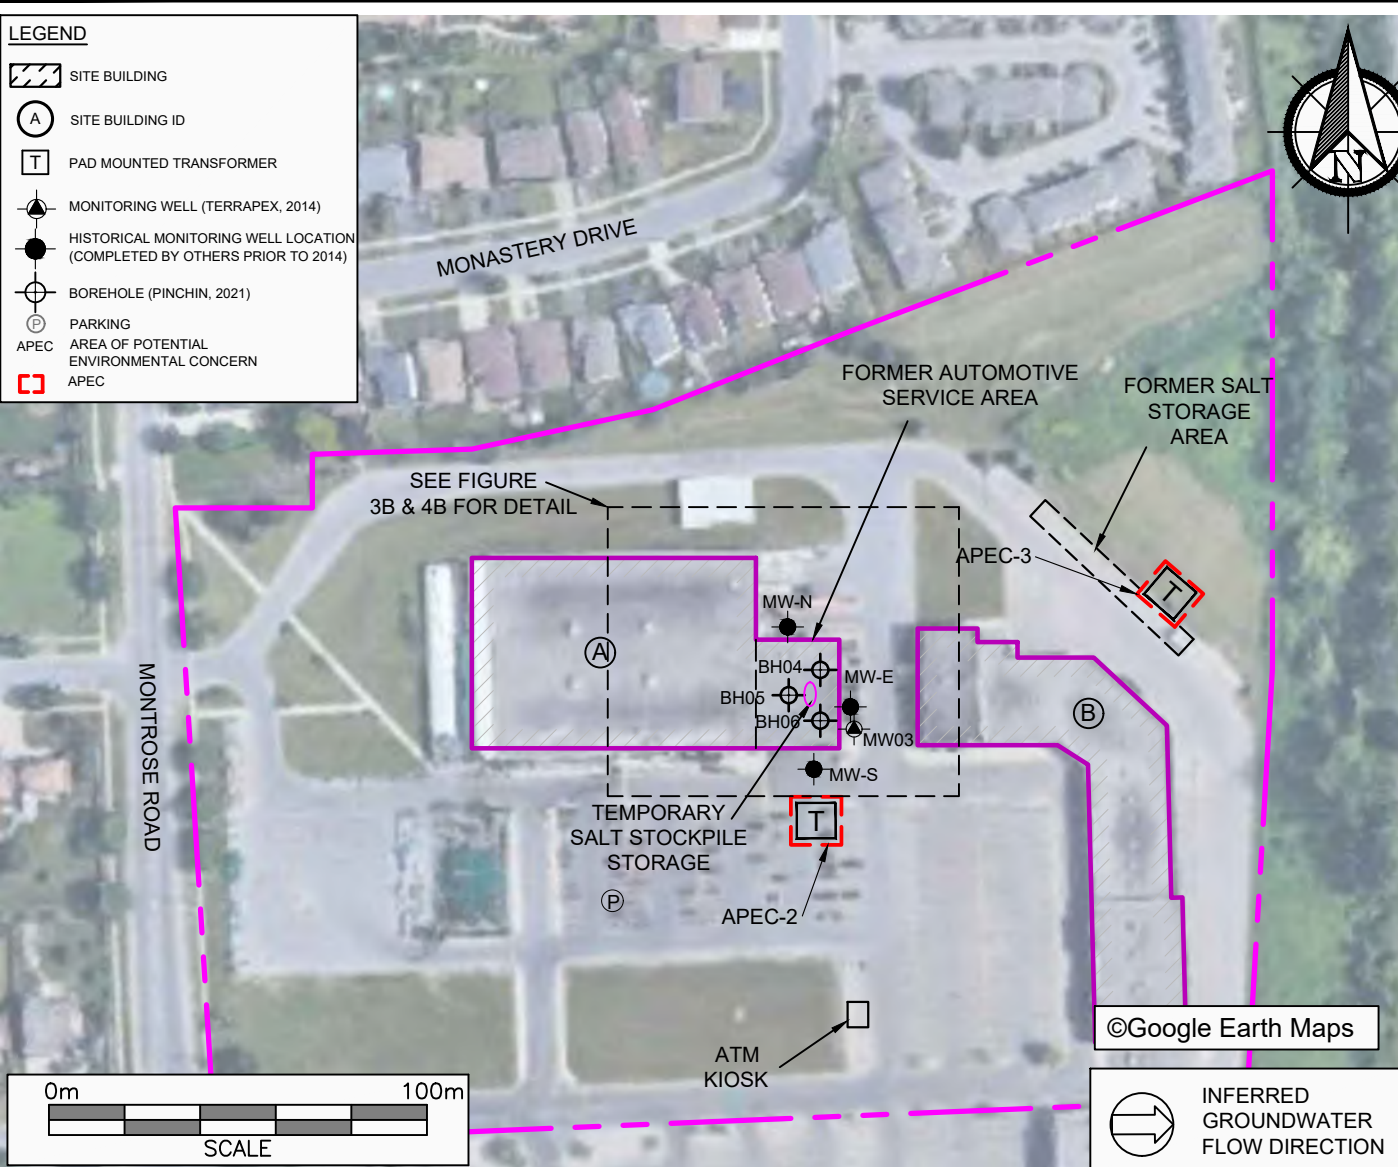 LEGEND
SITE BUILDING
A SITE BUILDING ID
T PAD MOUNTED TRANSFORMER
MONITORING WELL (TERRAPEX, 2014)
HISTORICAL MONITORING WELL LOCATION
(COMPLETED BY OTHERS PRIOR TO 2014)
BOREHOLE (PINCHIN, 2021)
P PARKING
APEC AREA OF POTENTIAL
ENVIRONMENTAL CONCERN
APEC
N
MONASTERY DRIVE
FORMER AUTOMOTIVE
SERVICE AREA
FORMER SALT
STORAGE
AREA
SEE FIGURE
3B & 4B FOR DETAIL
APEC-3
T
MW-N
A
BH04
MW-E
BH05
BH06
MW03
B
MW-S
MONTROSE ROAD
TEMPORARY
SALT STOCKPILE
STORAGE
T
P
APEC-2
ATM
KIOSK
©Google Earth Maps
0m 100m
SCALE
INFERRED
GROUNDWATER
FLOW DIRECTION